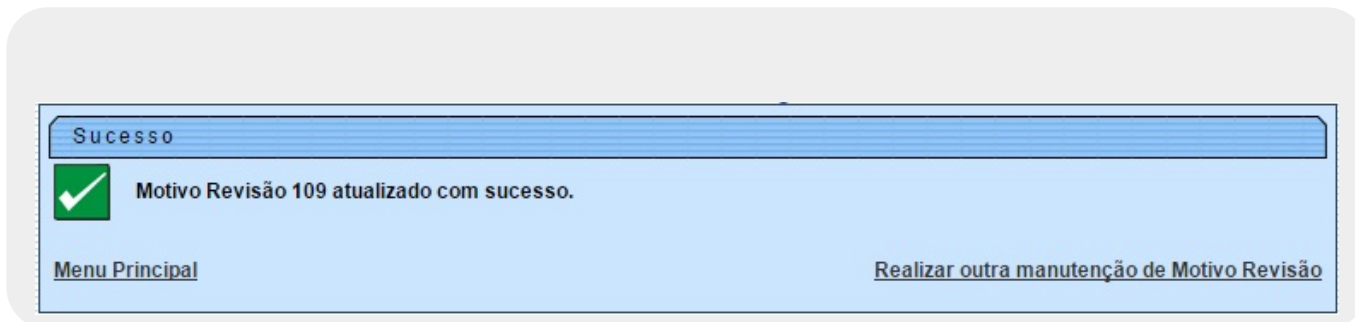 Sucesso
Motivo Revisão 109 atualizado com sucesso.
Menu Principal
Realizar outra manutenção de Motivo Revisão